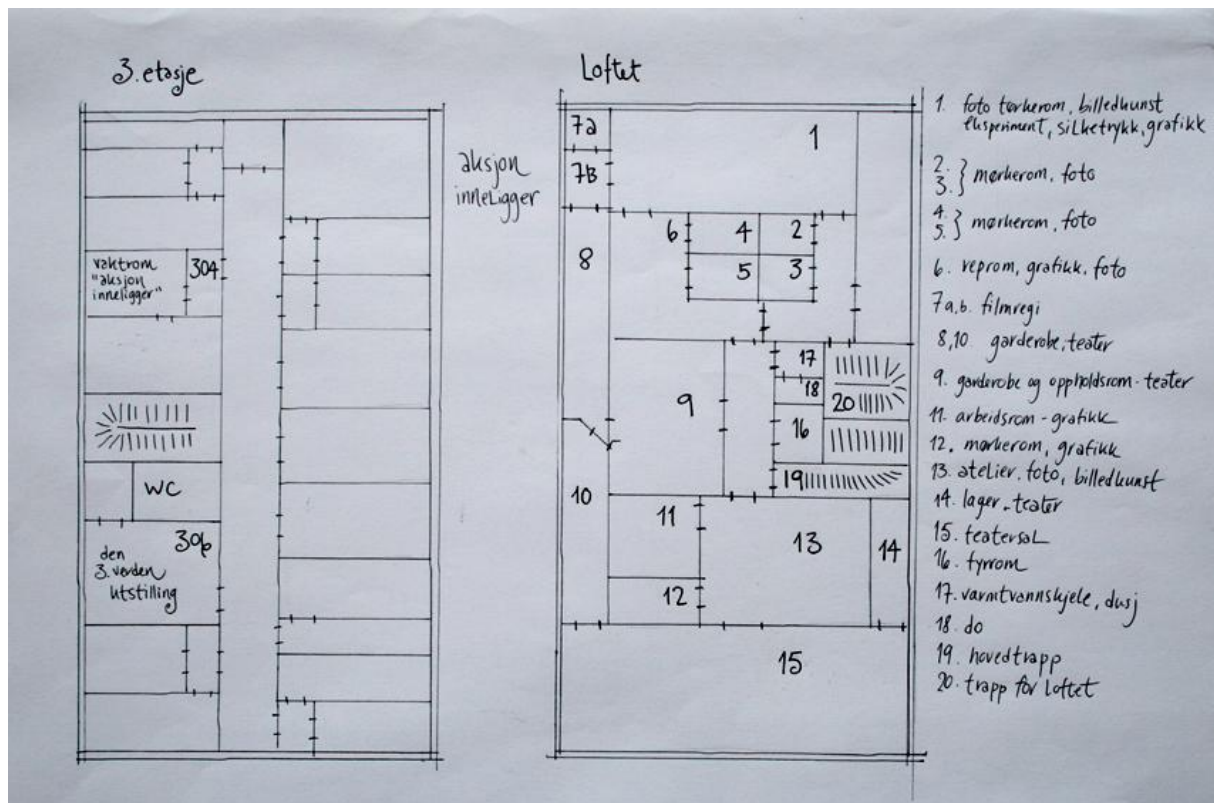 3. etasje
vaktrom
"aksjon
inneligger"
304
WC
306
den
3. verden
utstilling
aksjon
inneligger
Loftet
7a
7B
1
6
4
2
8
5
3
17
18
20
9
16
19
10
11
13
14
12
15
1. foto tørkerom, billedkunst
eksperiment, silketrykk, grafikk
2.
3. } mørkerom, foto
4.
5. } mørkerom, foto
6. reprom, grafikk, foto
7a,b. filmregi
8,10 garderobe, teater
9. garderobe og oppholdsrom - teater
11. arbeidsrom - grafikk
12. mørkerom, grafikk
13. atelier, foto, billedkunst
14. lager - teater
15. teatersal
16. fyrrom
17. varmtvannskjele, dusj
18. do
19. hovedtrapp
20. trapp for loftet